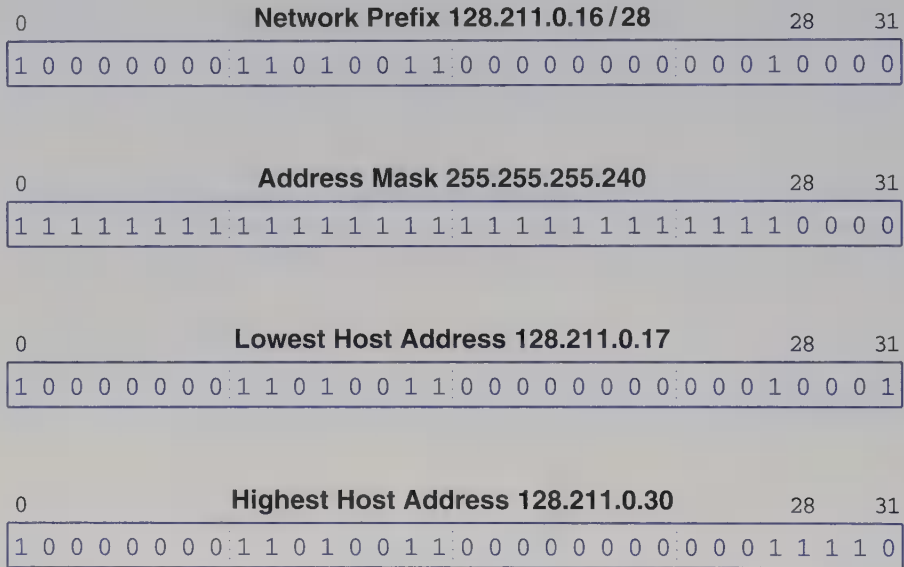 0 Network Prefix 128.211.0.16/28 28 31
1 0 0 0 0 0 0 0 1 1 0 1 0 0 1 1 0 0 0 0 0 0 0 0 0 0 0 1 0 0 0 0
0 Address Mask 255.255.255.240 28 31
1 1 1 1 1 1 1 1 1 1 1 1 1 1 1 1 1 1 1 1 1 1 1 1 1 1 1 1 0 0 0 0
0 Lowest Host Address 128.211.0.17 28 31
1 0 0 0 0 0 0 0 1 1 0 1 0 0 1 1 0 0 0 0 0 0 0 0 0 0 0 1 0 0 0 1
0 Highest Host Address 128.211.0.30 28 31
1 0 0 0 0 0 0 0 1 1 0 1 0 0 1 1 0 0 0 0 0 0 0 0 0 0 0 1 1 1 1 0